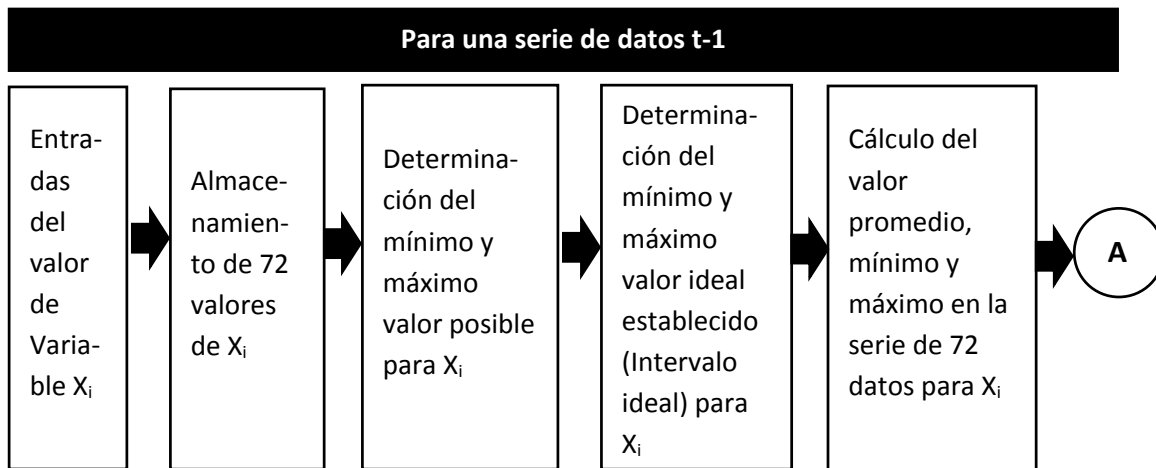 Para una serie de datos t-1
Entra-
das
del
valor
de
Varia-
ble Xi
Almace-
namien-
to de 72
valores
de Xi
Determina-
ción del
mínimo y
máximo
valor posible
para Xi
Determina-
ción del
mínimo y
máximo
valor ideal
establecido
(Intervalo
ideal) para
Xi
Cálculo del
valor
promedio,
mínimo y
máximo en la
serie de 72
datos para Xi
A